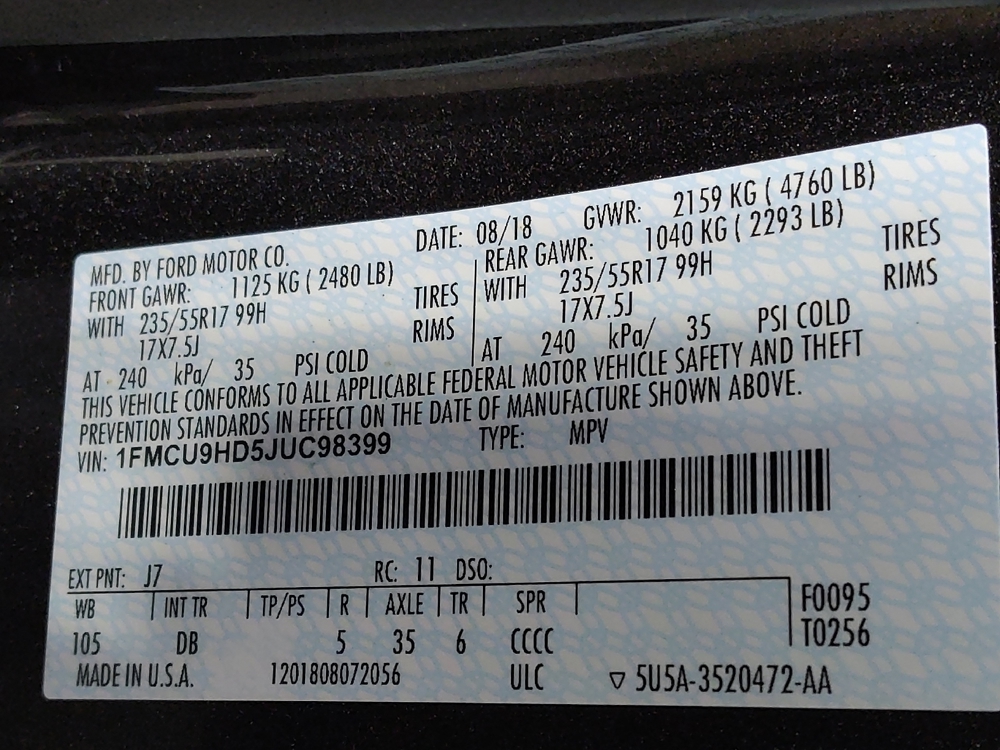 MFD. BY FORD MOTOR CO. DATE: 08/18 GVWR: 2159 KG ( 4760 LB)
FRONT GAWR: 1125 KG ( 2480 LB) REAR GAWR: 1040 KG ( 2293 LB)
WITH 235/55R17 99H TIRES WITH 235/55R17 99H TIRES
17X7.5J RIMS 17X7.5J RIMS
AT 240 kPa/ 35 PSI COLD AT 240 kPa/ 35 PSI COLD
THIS VEHICLE CONFORMS TO ALL APPLICABLE FEDERAL MOTOR VEHICLE SAFETY AND THEFT
PREVENTION STANDARDS IN EFFECT ON THE DATE OF MANUFACTURE SHOWN ABOVE.
VIN: 1FMCU9HD5JUC98399 TYPE: MPV
EXT PNT: J7 RC: 11 DSO:
WB INT TR TP/PS R AXLE TR SPR F0095
105 DB 5 35 6 CCCC T0256
MADE IN U.S.A. 1201808072056 ULC ▽ 5U5A-3520472-AA